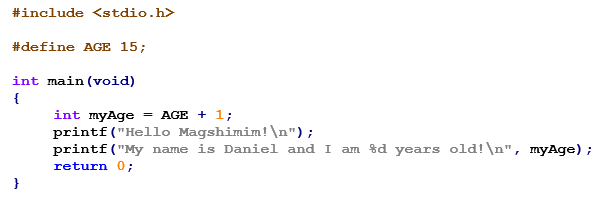 #include <stdio.h>
#define AGE 15;
int main(void)
{
int myAge = AGE + 1;
printf("Hello Magshimim!\n");
printf("My name is Daniel and I am %d years old!\n", myAge);
return 0;
}